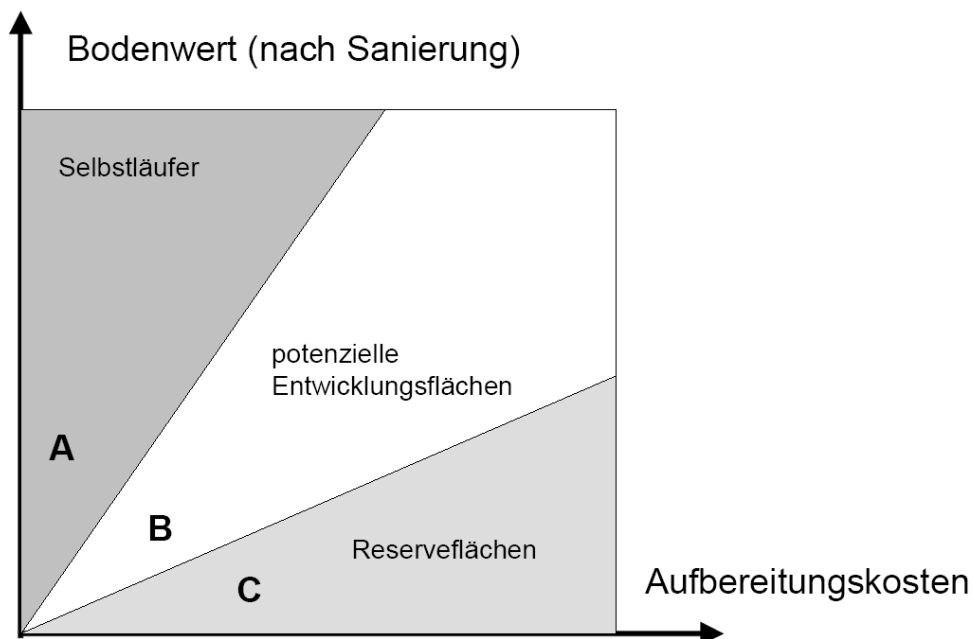 Bodenwert (nach Sanierung)
Selbstläufer
potenzielle
Entwicklungsflächen
A
B
Reserveflächen
C
Aufbereitungskosten